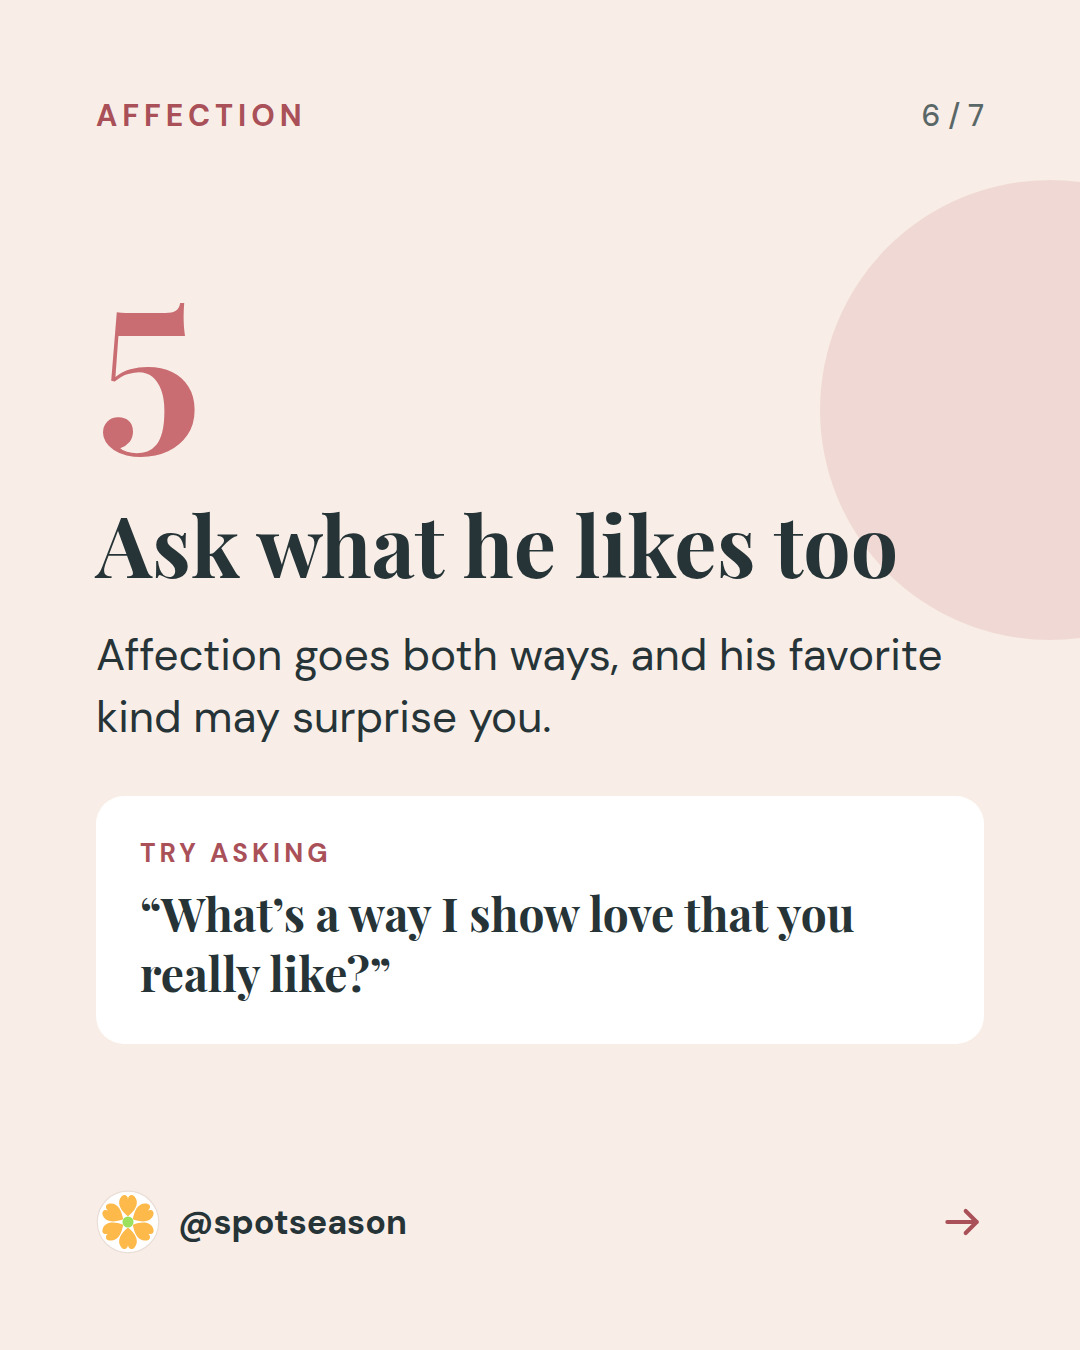 AFFECTION
6 / 7
5
Ask what he likes too
Affection goes both ways, and his favorite
kind may surprise you.
TRY ASKING
“What’s a way I show love that you
really like?”
@spotseason